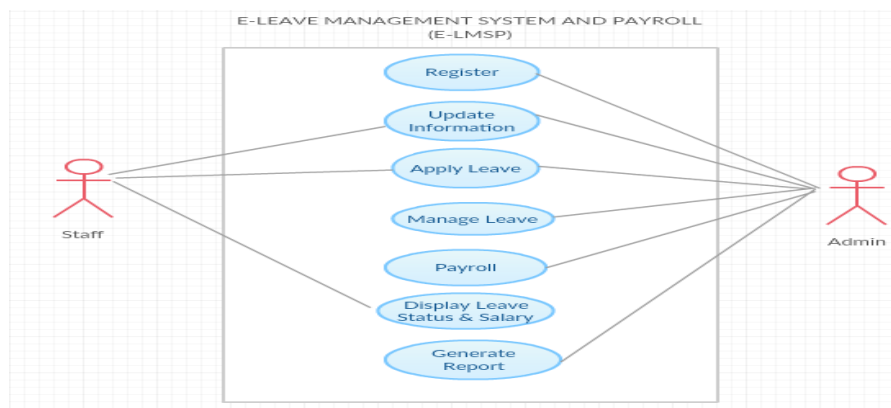 E-LEAVE MANAGEMENT SYSTEM AND PAYROLL
(E-LMSP)
Register
Update
Information
Apply Leave
Manage Leave
Payroll
Display Leave
Status & Salary
Generate
Report
Staff
Admin